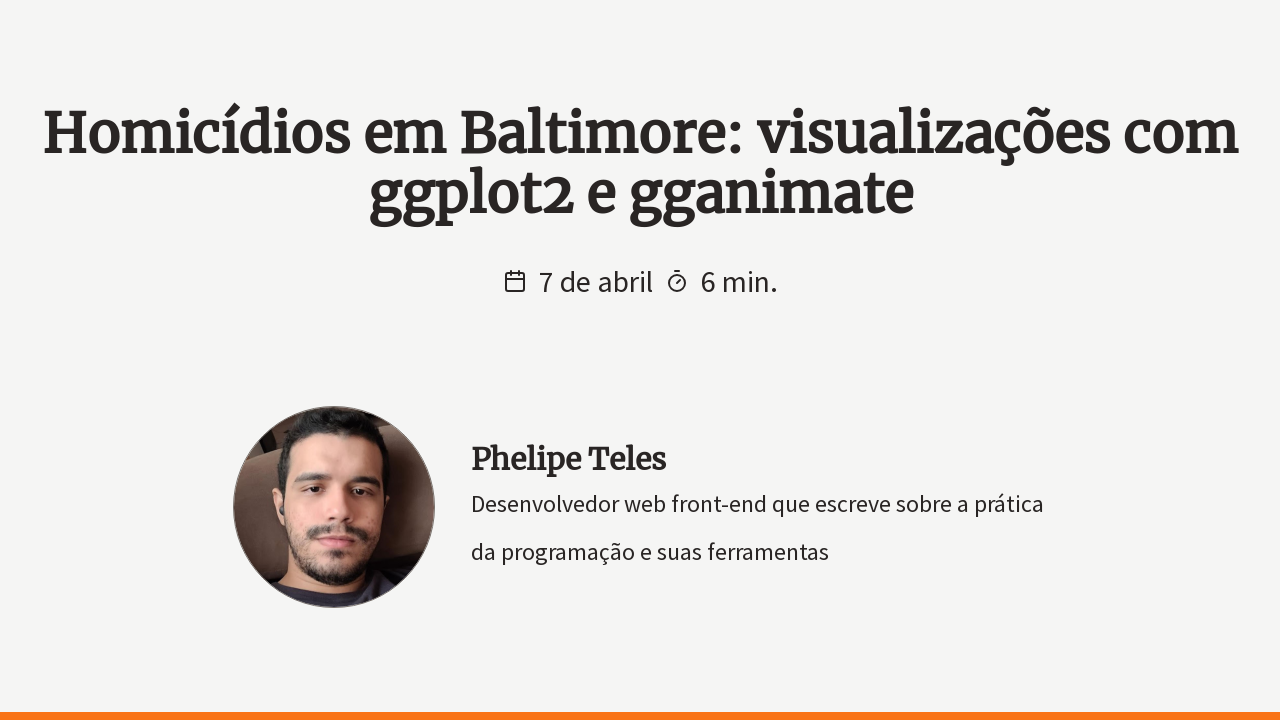 Homicídios em Baltimore: visualizações com
ggplot2 e gganimate
7 de abril 6 min.
Phelipe Teles
Desenvolvedor web front-end que escreve sobre a prática
da programação e suas ferramentas